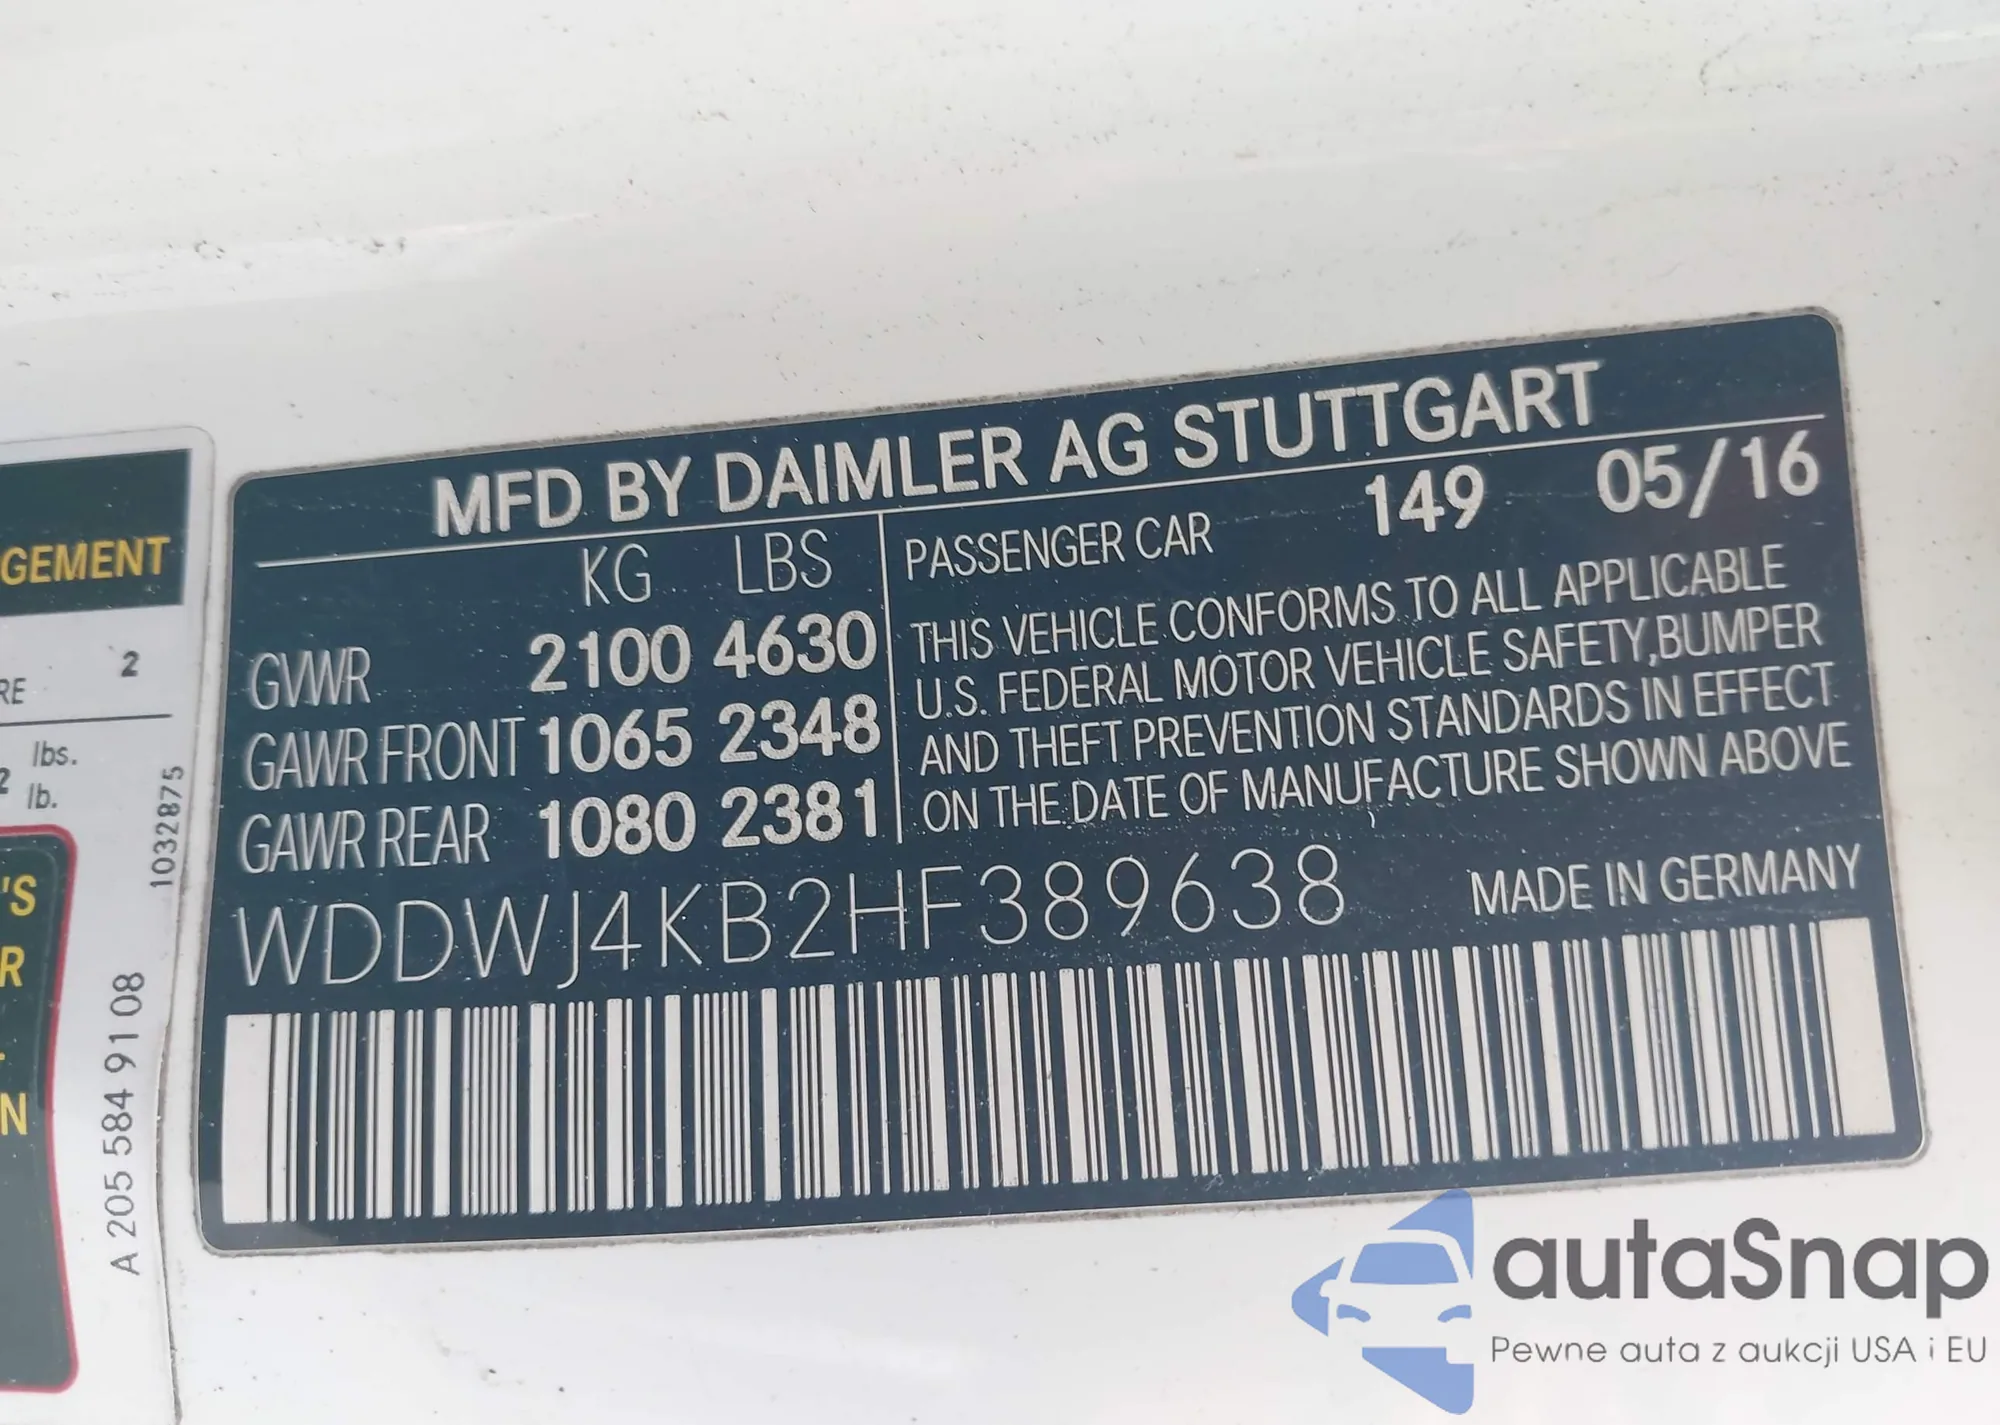 MFD BY DAIMLER AG STUTTGART
KG LBS
GVWR 2100 4630
GAWR FRONT 1065 2348
GAWR REAR 1080 2381
PASSENGER CAR 149 05/16
THIS VEHICLE CONFORMS TO ALL APPLICABLE
U.S. FEDERAL MOTOR VEHICLE SAFETY,BUMPER
AND THEFT PREVENTION STANDARDS IN EFFECT
ON THE DATE OF MANUFACTURE SHOWN ABOVE
WDDWJ4KB2HF389638 MADE IN GERMANY
GEMENT
RE 2
lbs.
2 lb.
'S
R
N
1032875
A 205 584 91 08
autaSnap
Pewne auta z aukcji USA i EU